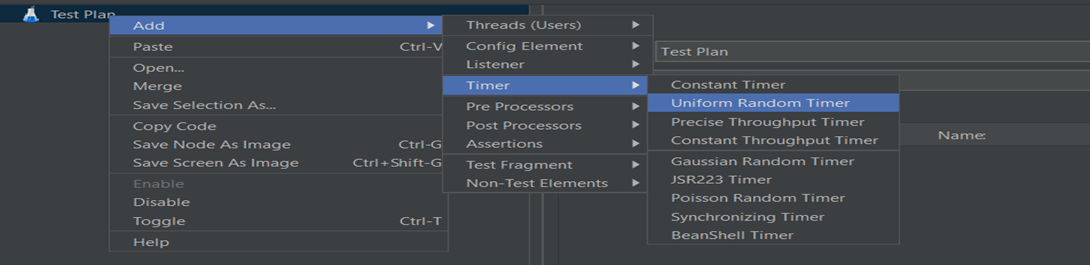 Test Plan
Add
Paste Ctrl-V
Open...
Merge
Save Selection As...
Copy Code
Save Node As Image Ctrl-G
Save Screen As Image Ctrl+Shift-G
Enable
Disable
Toggle Ctrl-T
Help
Threads (Users)
Config Element
Listener
Timer
Pre Processors
Post Processors
Assertions
Test Fragment
Non-Test Elements
Test Plan
Constant Timer
Uniform Random Timer
Precise Throughput Timer
Constant Throughput Timer
Gaussian Random Timer
JSR223 Timer
Poisson Random Timer
Synchronizing Timer
BeanShell Timer
Name: